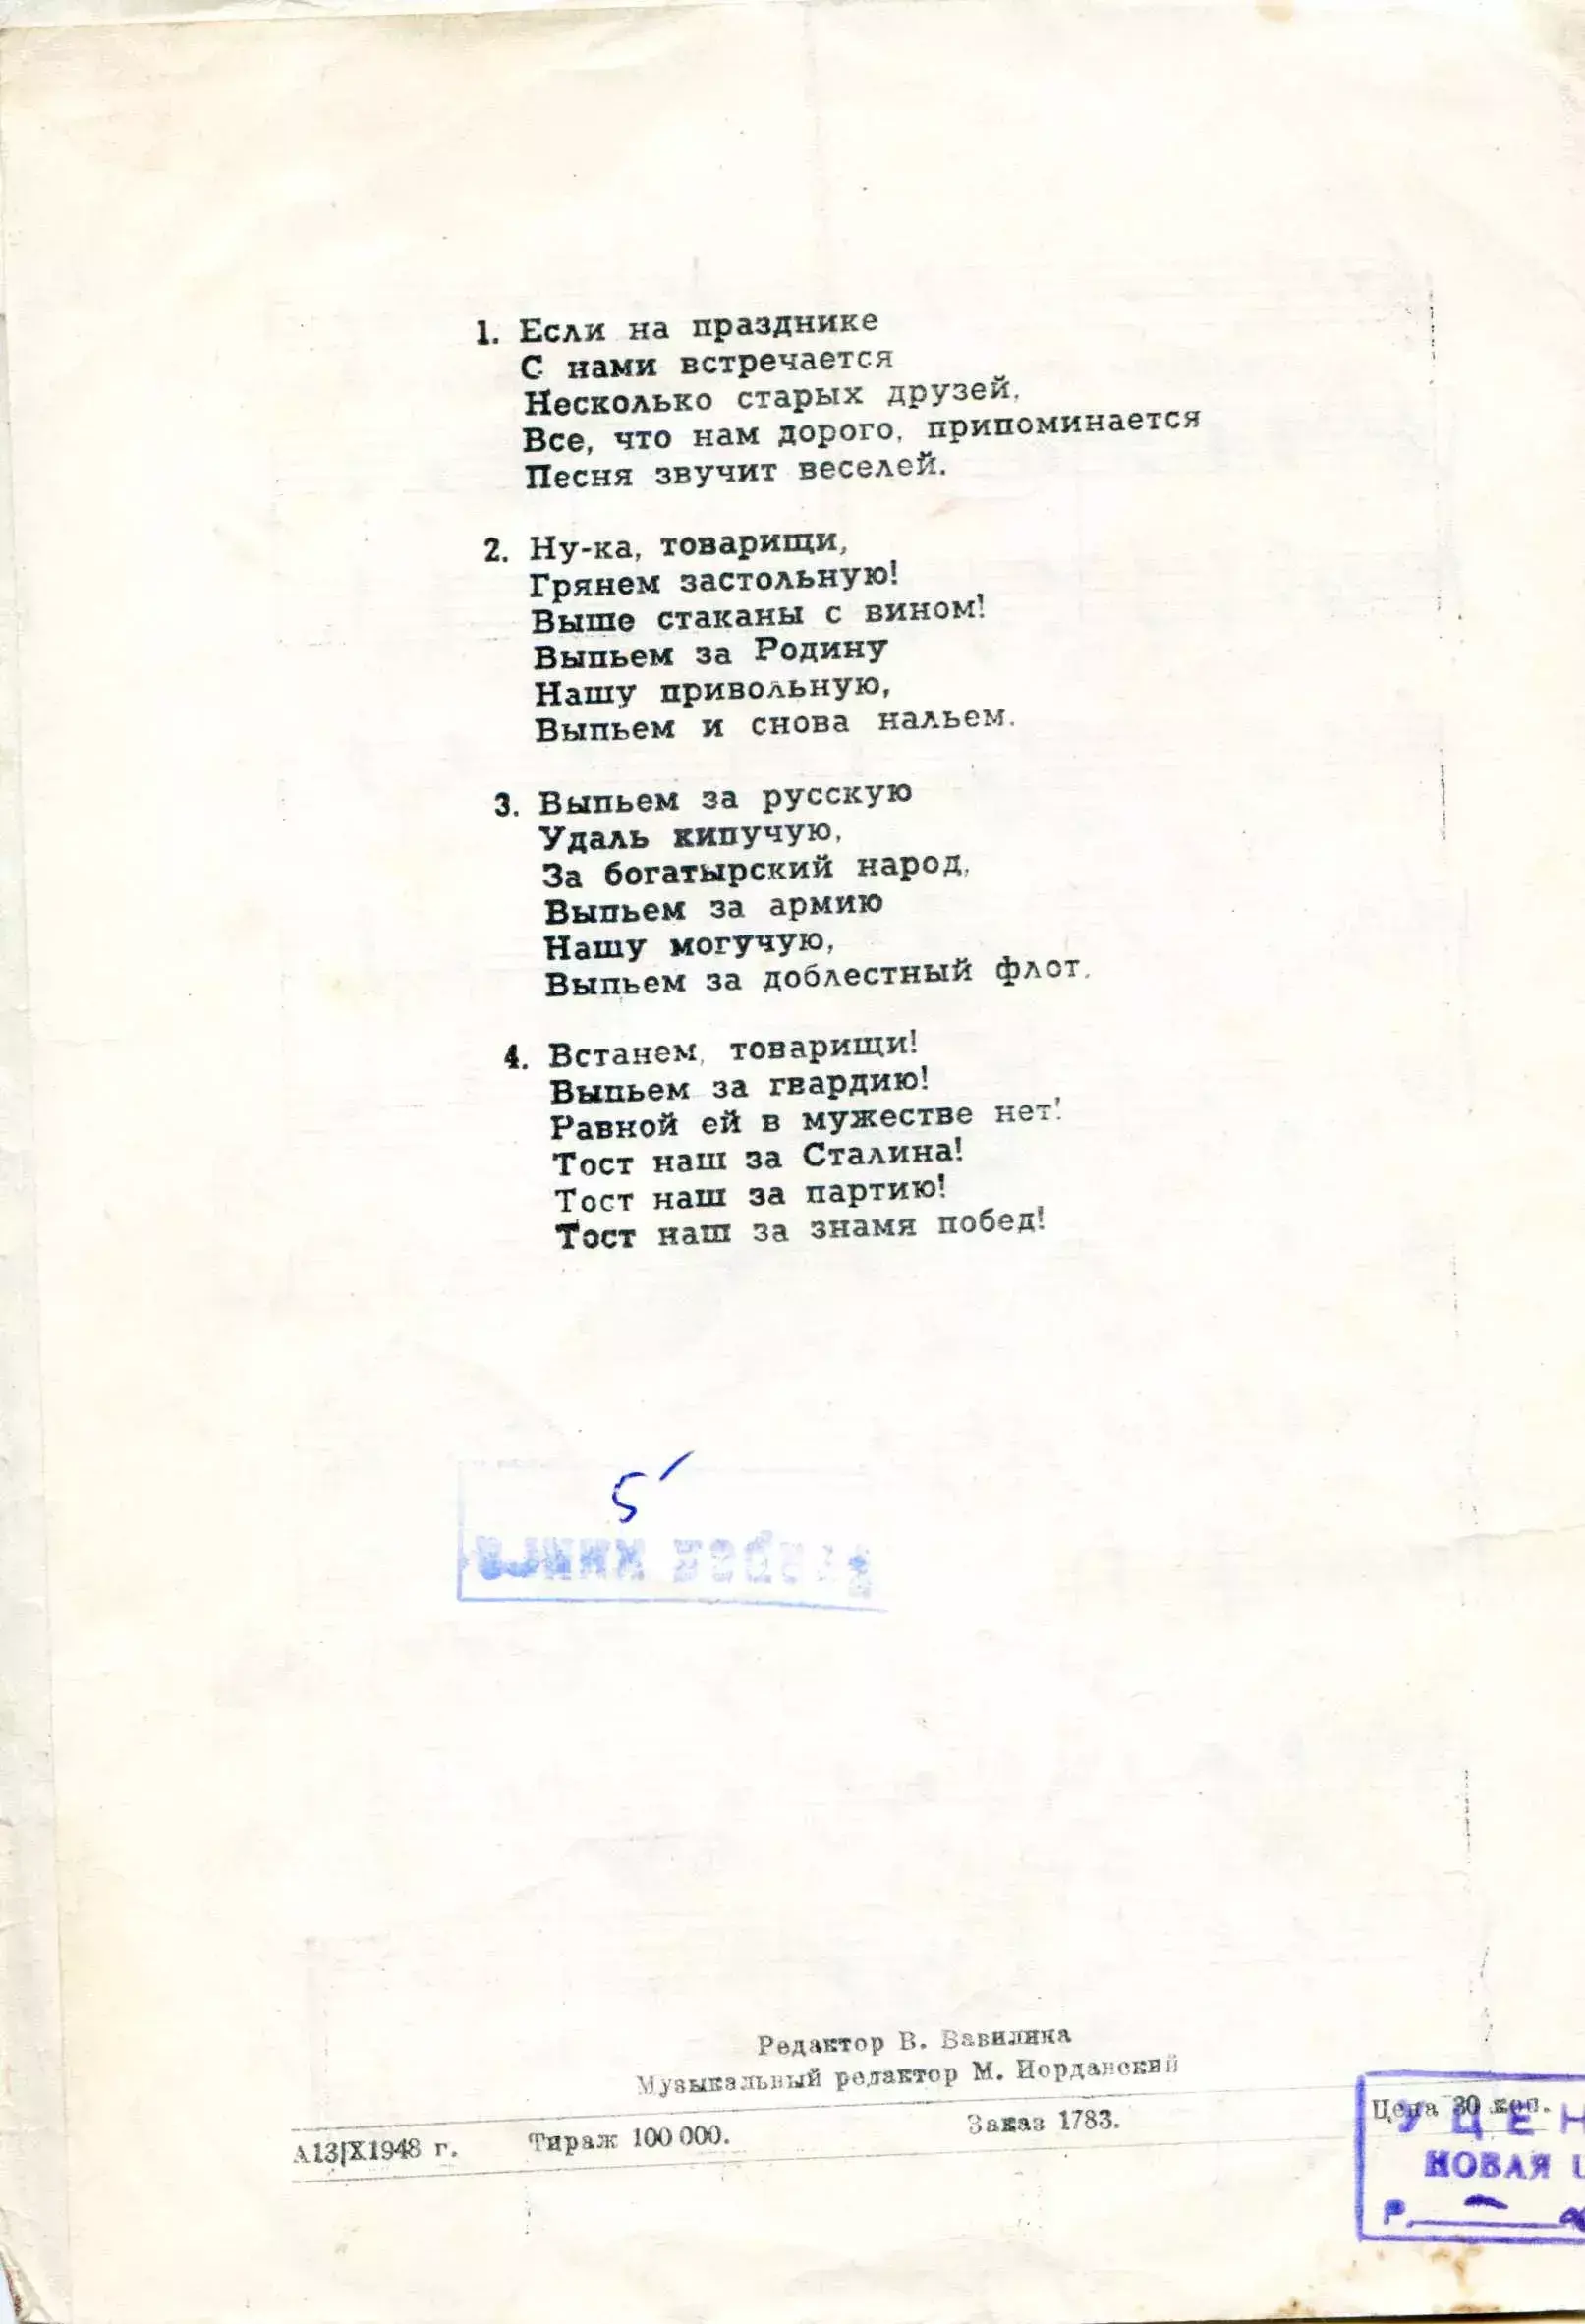 1. Если на празднике
С нами встречается
Несколько старых друзей,
Все, что нам дорого, припоминается
Песня звучит веселей.
2. Ну-ка, товарищи,
Грянем застольную!
Выше стаканы с вином!
Выпьем за Родину
Нашу привольную,
Выпьем и снова нальем.
3. Выпьем за русскую
Удаль кипучую,
За богатырский народ,
Выпьем за армию
Нашу могучую,
Выпьем за доблестный флот.
4. Встанем, товарищи!
Выпьем за гвардию!
Равной ей в мужестве нет!
Тост наш за Сталина!
Тост наш за партию!
Тост наш за знамя побед!
5
Редактор В. Вавилина
Музыкальный редактор М. Иорданский
А13|X1948 г. Тираж 100 000. Заказ 1783. Цена 30 коп.
УЦЕН
НОВАЯ Ц
Р.